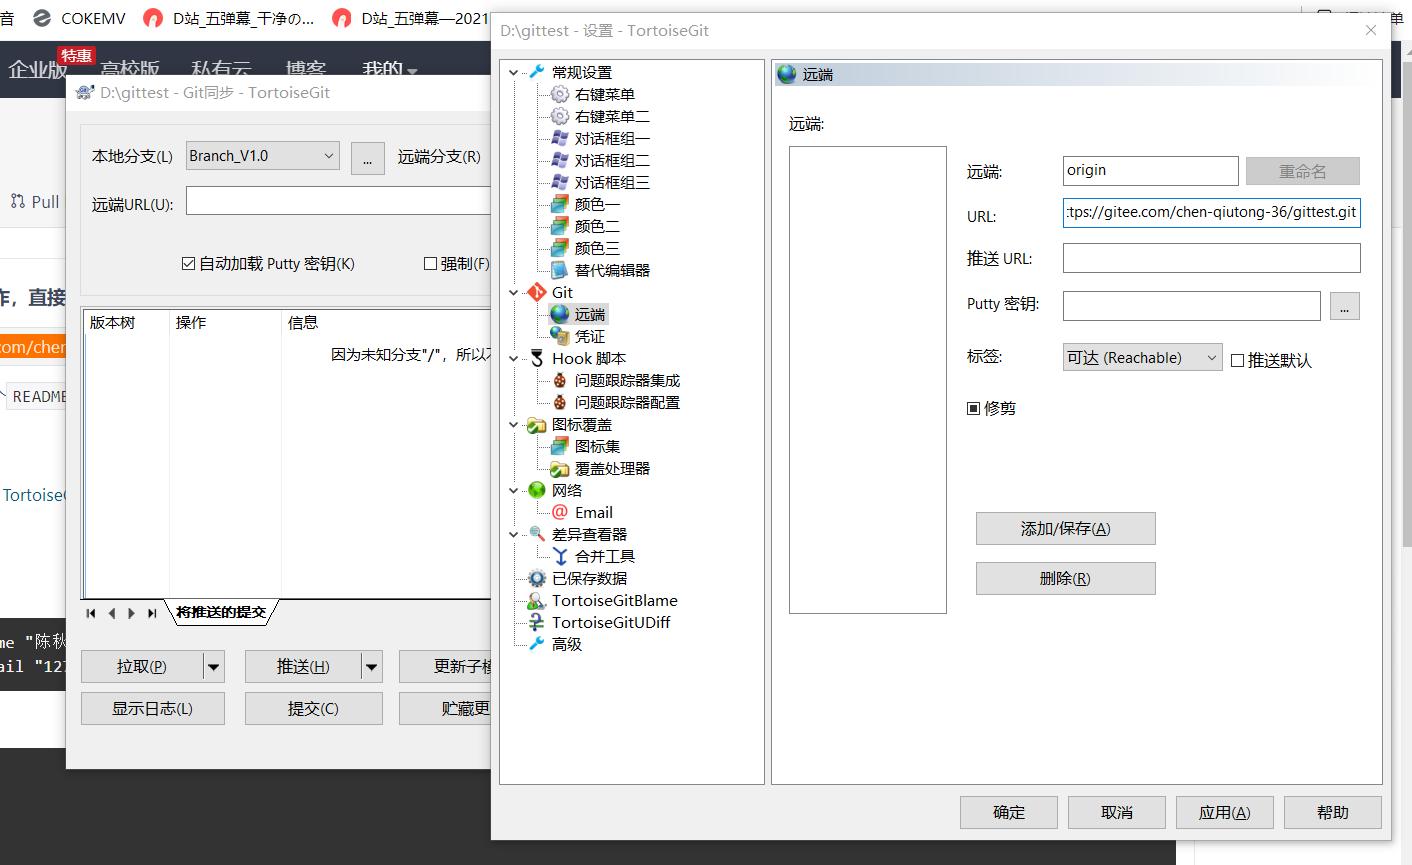 音 COKEMV D站_五弹幕_干净の... D站_五弹幕—2021
企业版 特惠 高校版 私有云 博客 我的
Pull
作，直接
com/chen
README
Tortoise
me "陈秋
ail "127
D:\gittest - Git同步 - TortoiseGit
本地分支(L) Branch_V1.0 ... 远端分支(R)
远端URL(U):
自动加载 Putty 密钥(K) 强制(F)
版本树 操作 信息
因为未知分支"/"，所以不
将推送的提交
拉取(P) 推送(H) 更新子模
显示日志(L) 提交(C) 贮藏更
D:\gittest - 设置 - TortoiseGit
常规设置
右键菜单
右键菜单二
对话框组一
对话框组二
对话框组三
颜色一
颜色二
颜色三
替代编辑器
Git
远端
凭证
Hook 脚本
问题跟踪器集成
问题跟踪器配置
图标覆盖
图标集
覆盖处理器
网络
Email
差异查看器
合并工具
已保存数据
TortoiseGitBlame
TortoiseGitUDiff
高级
远端
远端:
远端: origin 重命名
URL: :tps://gitee.com/chen-qiutong-36/gittest.git
推送 URL:
Putty 密钥: ...
标签: 可达 (Reachable) 推送默认
修剪
添加/保存(A)
删除(R)
确定 取消 应用(A) 帮助